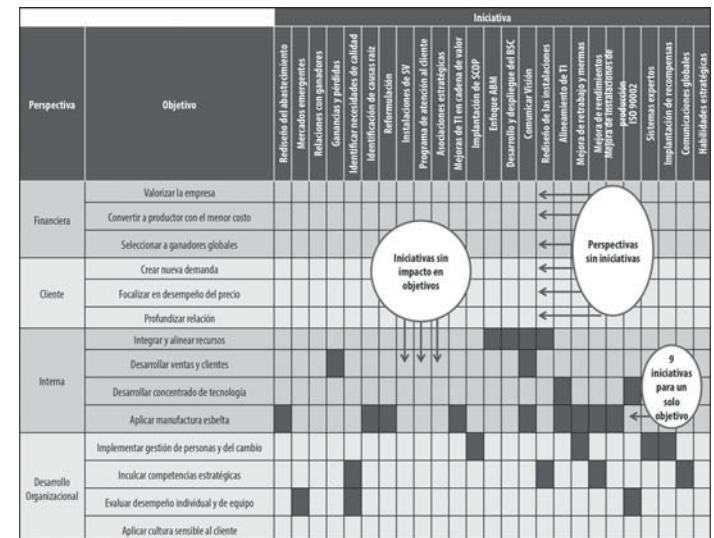 Iniciativa
Perspectiva
Objetivo
Rediseño del abastecimiento
Mercados emergentes
Relaciones con ganadores
Ganancias y pérdidas
Identificar necesidades de calidad
Identificación de causas raíz
Reformulación
Instalaciones de SV
Programa de atención al cliente
Asociaciones estratégicas
Mejoras de TI en cadena de valor
Implantación de SCOP
Enfoque ABM
Desarrollo y despliegue del BSC
Comunicar Visión
Rediseño de las instalaciones
Alineamiento de TI
Mejora de retrabajo y mermas
Mejora de rendimientos
Mejora de instalaciones de
producción
ISO 90002
Sistemas expertos
Implantación de recompensas
Comunicaciones globales
Habilidades estratégicas
Financiera
Valorizar la empresa
Convertir a productor con el menor costo
Seleccionar a ganadores globales
Cliente
Crear nueva demanda
Focalizar en desempeño del precio
Profundizar relación
Interna
Integrar y alinear recursos
Desarrollar ventas y clientes
Desarrollar concentrado de tecnología
Aplicar manufactura esbelta
Desarrollo
Organizacional
Implementar gestión de personas y del cambio
Inculcar competencias estratégicas
Evaluar desempeño individual y de equipo
Aplicar cultura sensible al cliente
Iniciativas sin
impacto en
objetivos
Perspectivas
sin iniciativas
9
iniciativas
para un
solo
objetivo